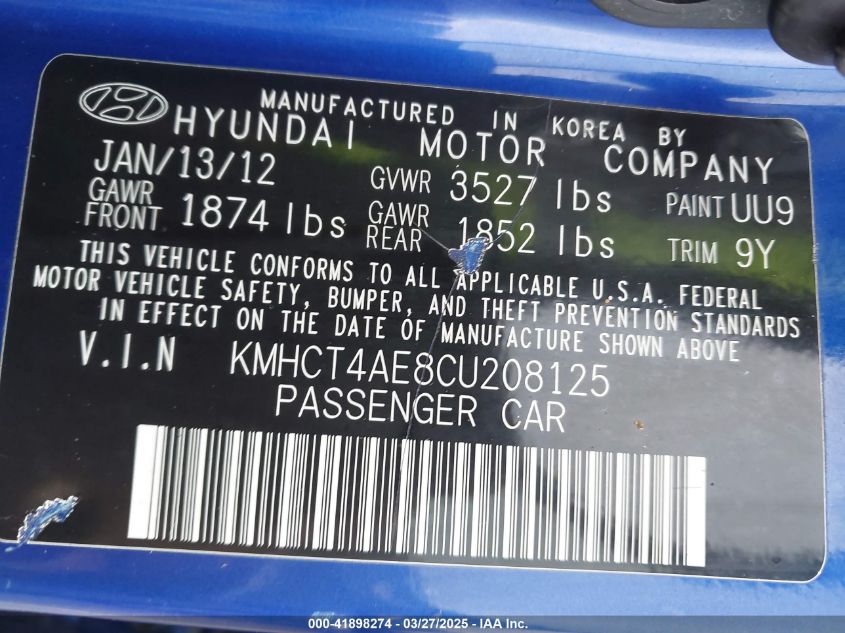 MANUFACTURED IN KOREA BY
HYUNDAI MOTOR COMPANY
JAN/13/12 GVWR 3527 lbs PAINT UU9
GAWR FRONT 1874 lbs GAWR REAR 1852 lbs TRIM 9Y
THIS VEHICLE CONFORMS TO ALL APPLICABLE U.S.A. FEDERAL
MOTOR VEHICLE SAFETY, BUMPER, AND THEFT PREVENTION STANDARDS
IN EFFECT ON THE DATE OF MANUFACTURE SHOWN ABOVE
V.I.N KMHCT4AE8CU208125
PASSENGER CAR
000-41898274 - 03/27/2025 - IAA Inc.